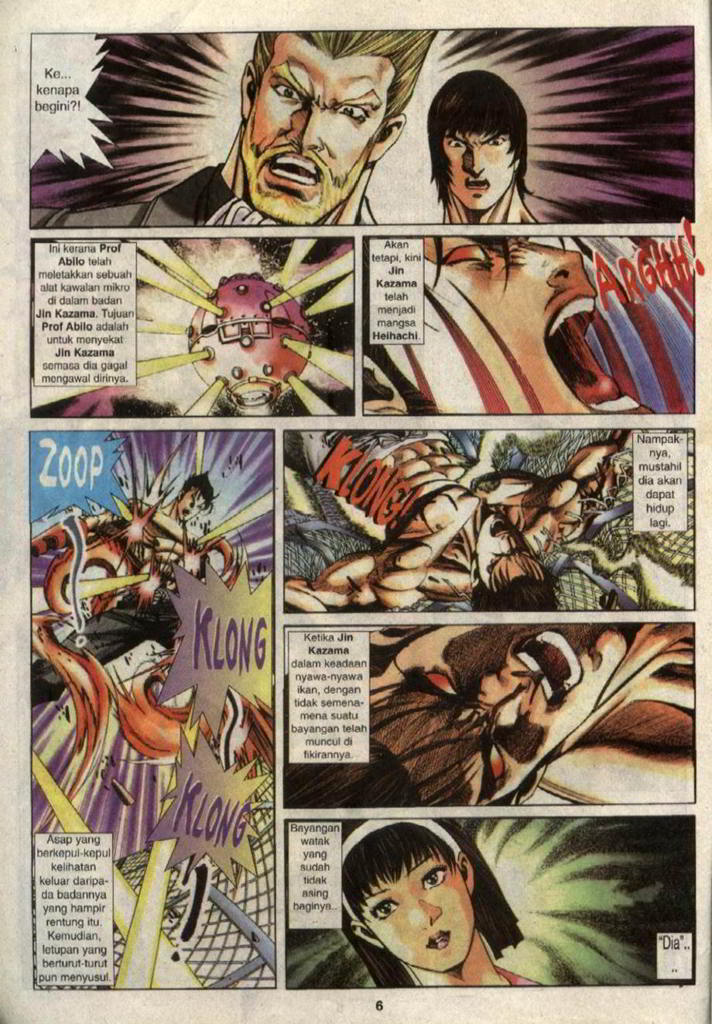 Ke...
kenapa
begini?!
Ini kerana Prof
Abilo telah
meletakkan sebuah
alat kawalan mikro
di dalam badan
Jin Kazama. Tujuan
Prof Abilo adalah
untuk menyekat
Jin Kazama
semasa dia gagal
mengawal dirinya.
Akan
tetapi, kini
Jin
Kazama
telah
menjadi
mangsa
Heihachi.
ARGHH!
ZOOP
KLONG
KLONG
Asap yang
berkepul-kepul
kelihatan
keluar daripa-
da badannya
yang hampir
rentung itu.
Kemudian,
letupan yang
berturut-turut
pun menyusul.
KLONG!
Nampak-
nya,
mustahil
dia akan
dapat
hidup
lagi.
Ketika Jin
Kazama
dalam keadaan
nyawa-nyawa
ikan, dengan
tidak semena-
mena suatu
bayangan telah
muncul di
fikirannya.
Bayangan
watak
yang
sudah
tidak
asing
baginya..
..
"Dia"..
..
6